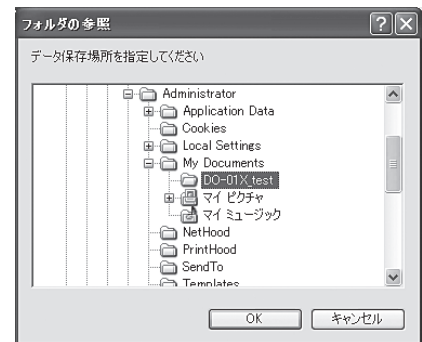 フォルダの参照
データ保存場所を指定してください
Administrator
Application Data
Cookies
Local Settings
My Documents
DO-01X_test
マイ ピクチャ
マイ ミュージック
NetHood
PrintHood
SendTo
Templates
OK
キャンセル